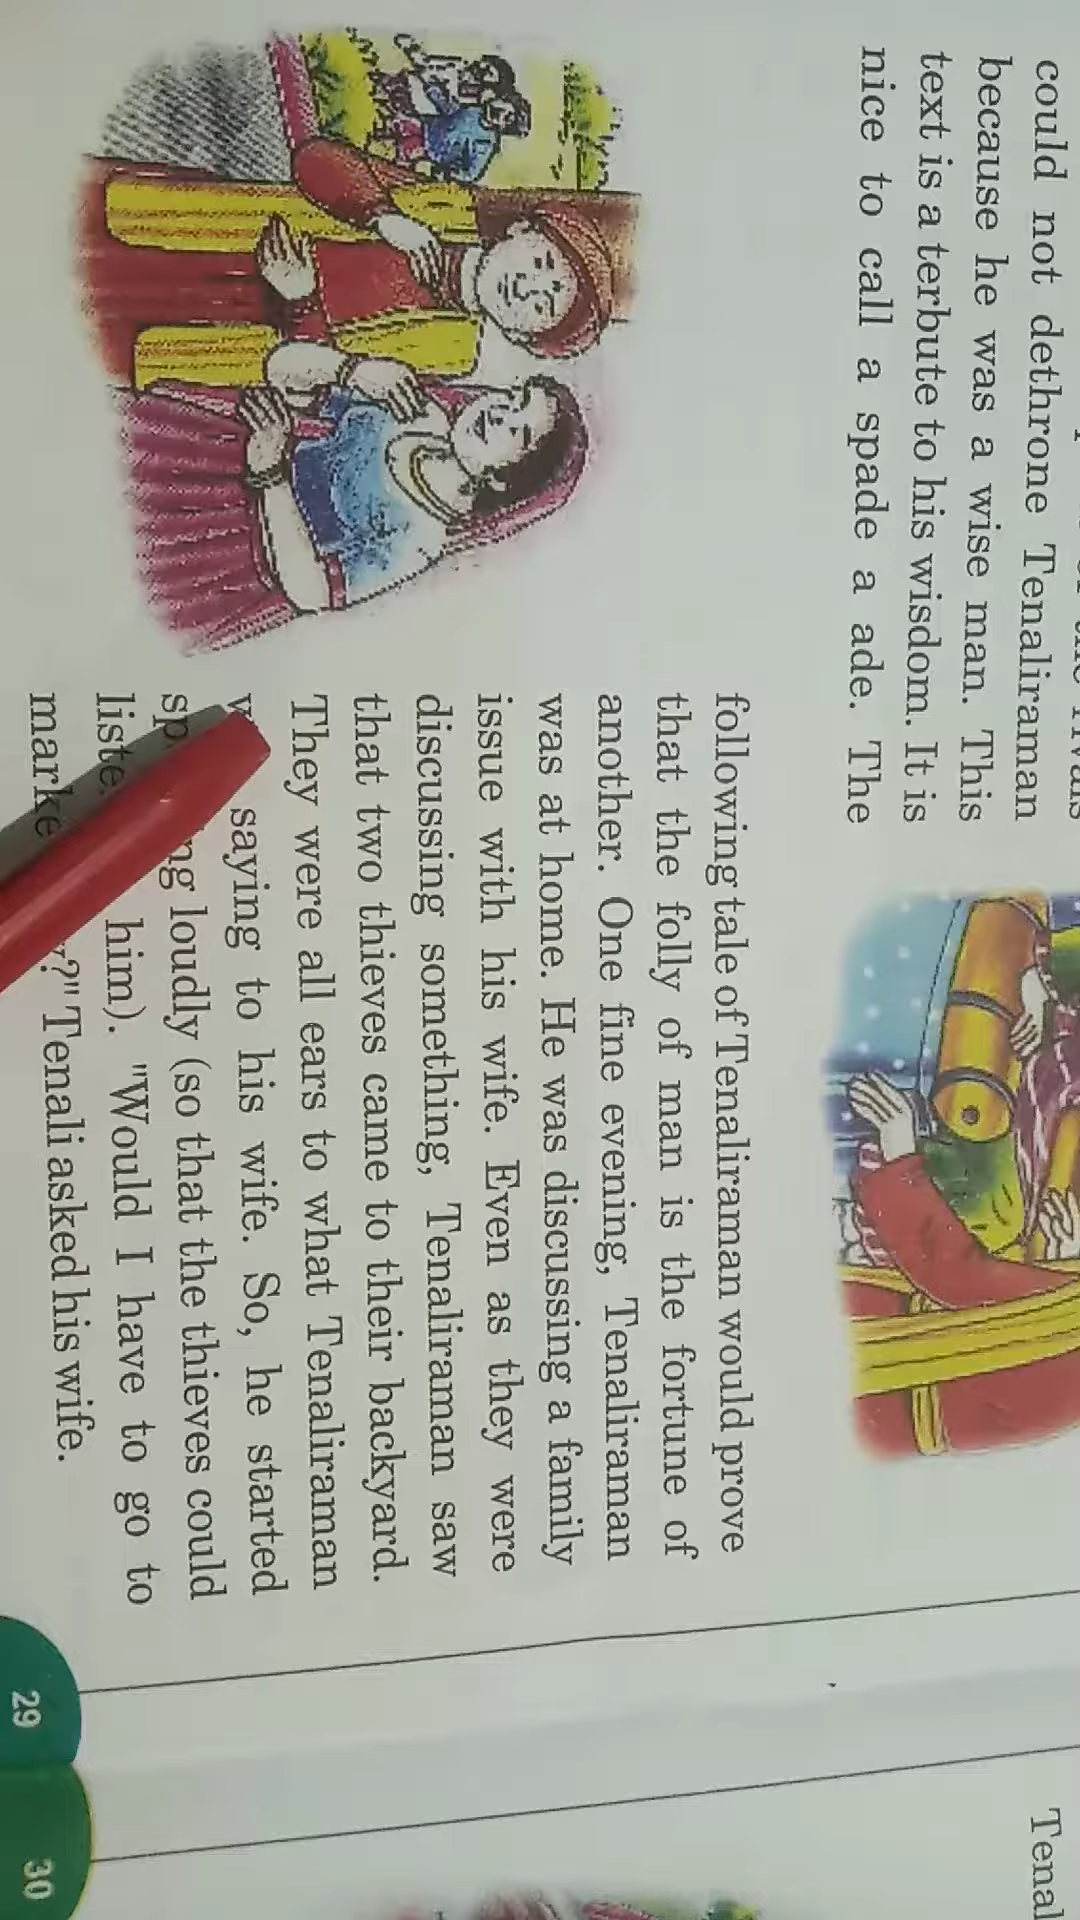 could not dethrone Tenaliraman
because he was a wise man. This
text is a terbute to his wisdom. It is
nice to call a spade a ade. The
following tale of Tenaliraman would prove
that the folly of man is the fortune of
another. One fine evening, Tenaliraman
was at home. He was discussing a family
issue with his wife. Even as they were
discussing something, Tenaliraman saw
that two thieves came to their backyard.
They were all ears to what Tenaliraman
saying to his wife. So, he started
loudly (so that the thieves could
him). "Would I have to go to
Tenali asked his wife.
29
30